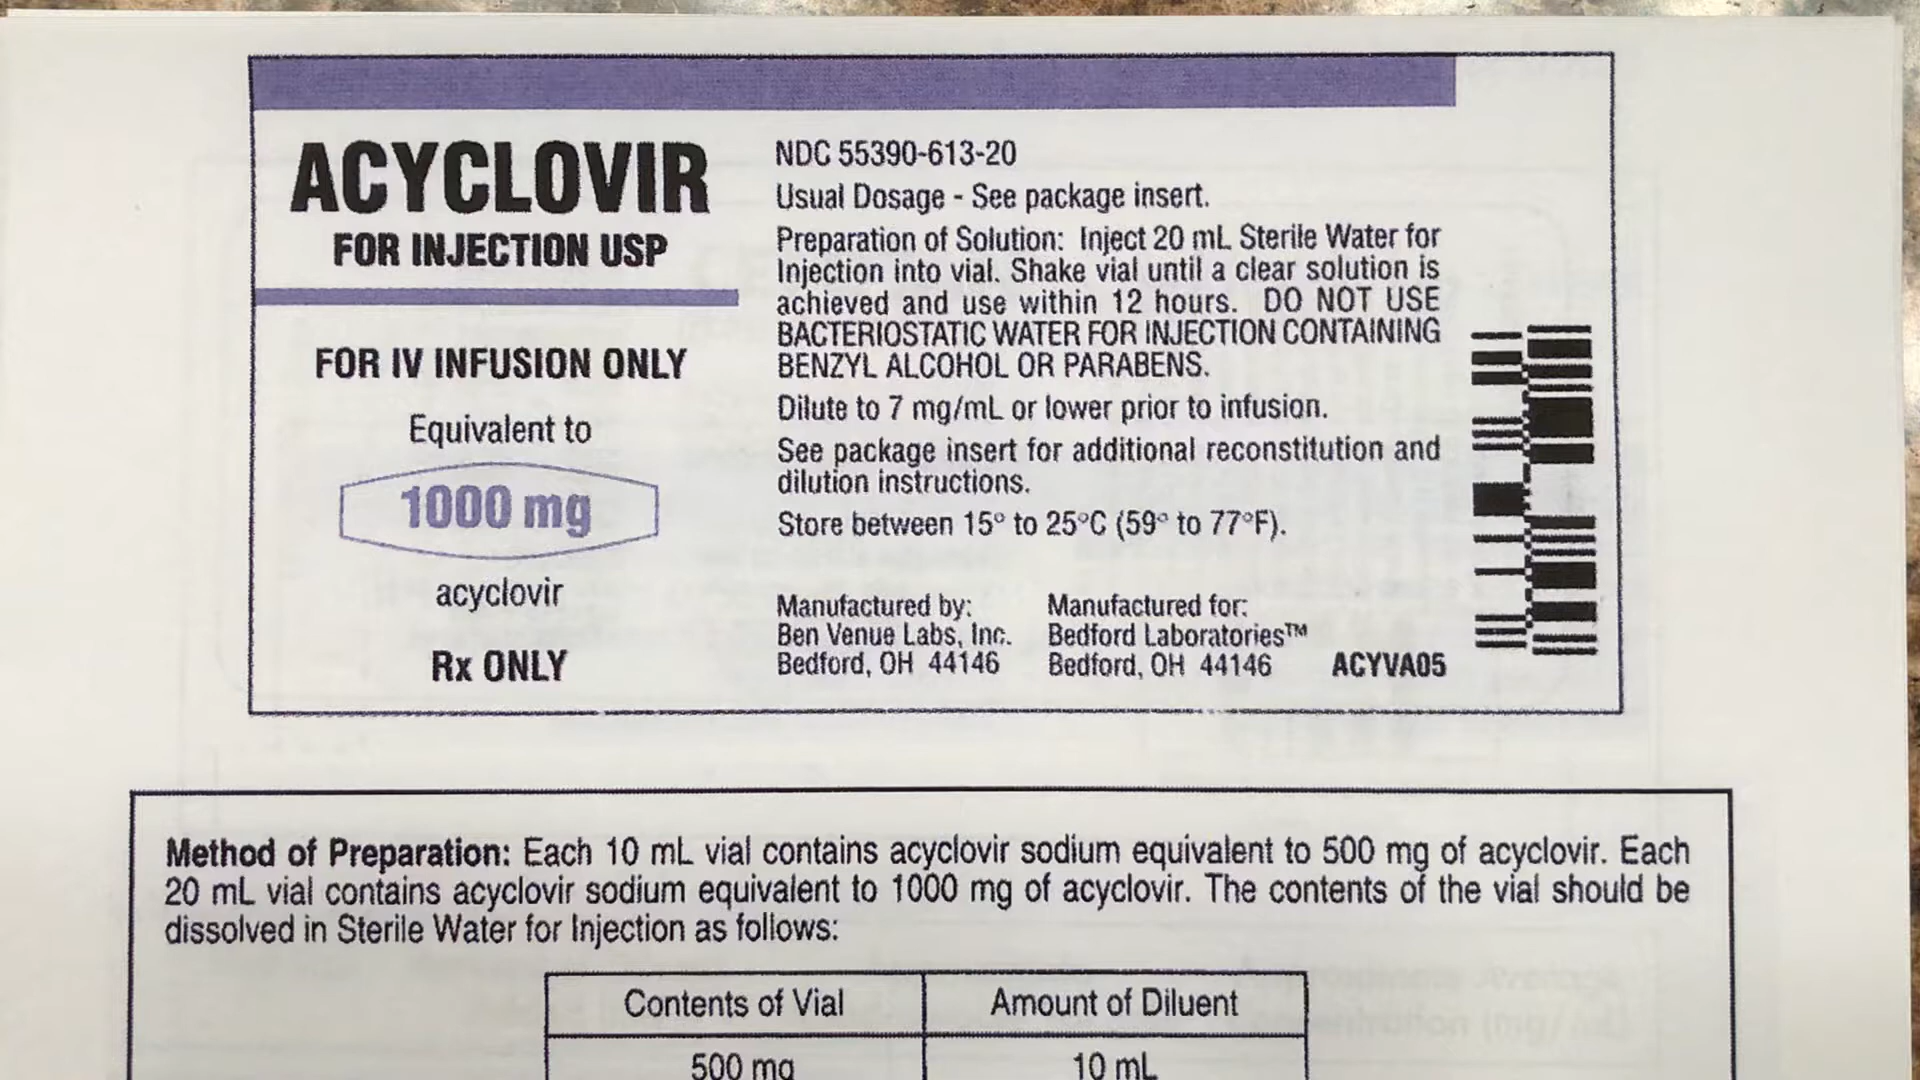 ACYCLOVIR
FOR INJECTION USP
FOR IV INFUSION ONLY
Equivalent to
1000 mg
acyclovir
Rx ONLY
NDC 55390-613-20
Usual Dosage - See package insert.
Preparation of Solution: Inject 20 mL Sterile Water for
Injection into vial. Shake vial until a clear solution is
achieved and use within 12 hours. DO NOT USE
BACTERIOSTATIC WATER FOR INJECTION CONTAINING
BENZYL ALCOHOL OR PARABENS.
Dilute to 7 mg/mL or lower prior to infusion.
See package insert for additional reconstitution and
dilution instructions.
Store between 15° to 25°C (59° to 77°F).
Manufactured by:
Ben Venue Labs, Inc.
Bedford, OH 44146
Manufactured for:
Bedford Laboratories™
Bedford, OH 44146
ACYVA05
Method of Preparation: Each 10 mL vial contains acyclovir sodium equivalent to 500 mg of acyclovir. Each
20 mL vial contains acyclovir sodium equivalent to 1000 mg of acyclovir. The contents of the vial should be
dissolved in Sterile Water for Injection as follows:
Contents of Vial Amount of Diluent
500 mg 10 mL